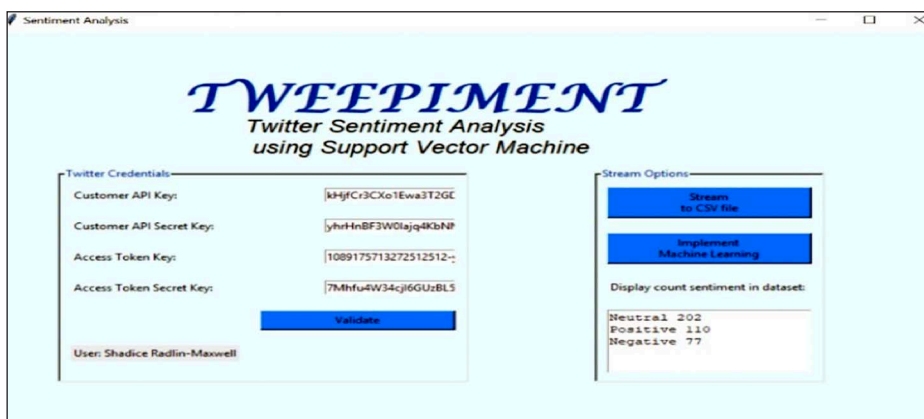 Sentiment Analysis
TWEEPIMENT
Twitter Sentiment Analysis
using Support Vector Machine
Twitter Credentials
Customer API Key: kHjfCr3CXo1Ewa3T2GD
Customer API Secret Key:
Access Token Key: 1089175713272512512-
Access Token Secret Key:
Validate
User: Shadice Radlin-Maxwell
Stream Options
Stream
to CSV file
Implement
Machine Learning
Display count sentiment in dataset:
Neutral 202
Positive 110
Negative 77